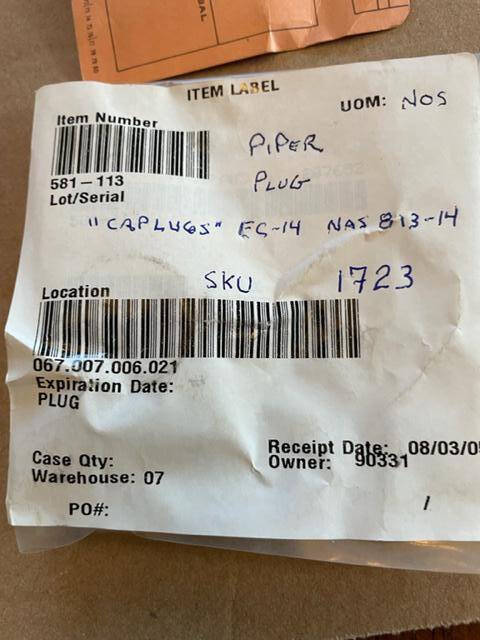 ITEM LABEL
UOM: NOS
Item Number
PIPER
581-113
PLUG
Lot/Serial
"CAPLUGS" EC-14 NAS 813-14
SKU 1723
Location
067.007.006.021
Expiration Date:
PLUG
Receipt Date: 08/03/0
Case Qty:
Owner: 90331
Warehouse: 07
PO#:
1